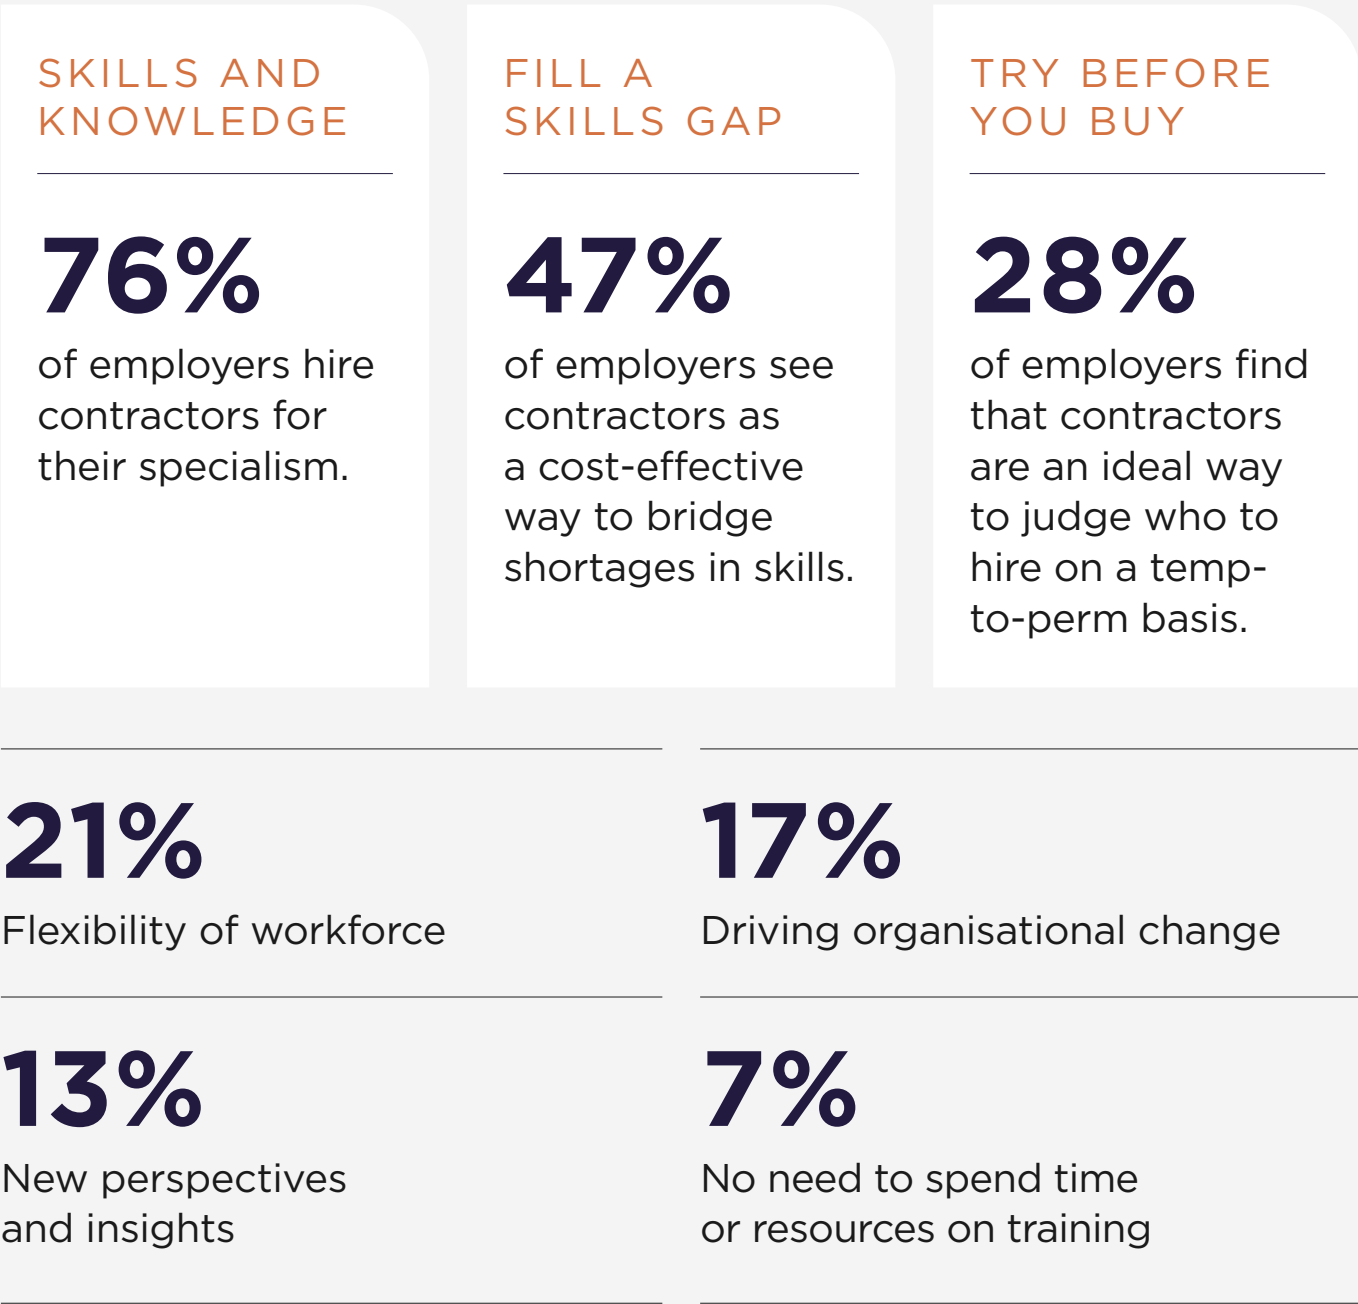 SKILLS AND
KNOWLEDGE
76%
of employers hire
contractors for
their specialism.
FILL A
SKILLS GAP
47%
of employers see
contractors as
a cost-effective
way to bridge
shortages in skills.
TRY BEFORE
YOU BUY
28%
of employers find
that contractors
are an ideal way
to judge who to
hire on a temp-
to-perm basis.
21%
Flexibility of workforce
17%
Driving organisational change
13%
New perspectives
and insights
7%
No need to spend time
or resources on training